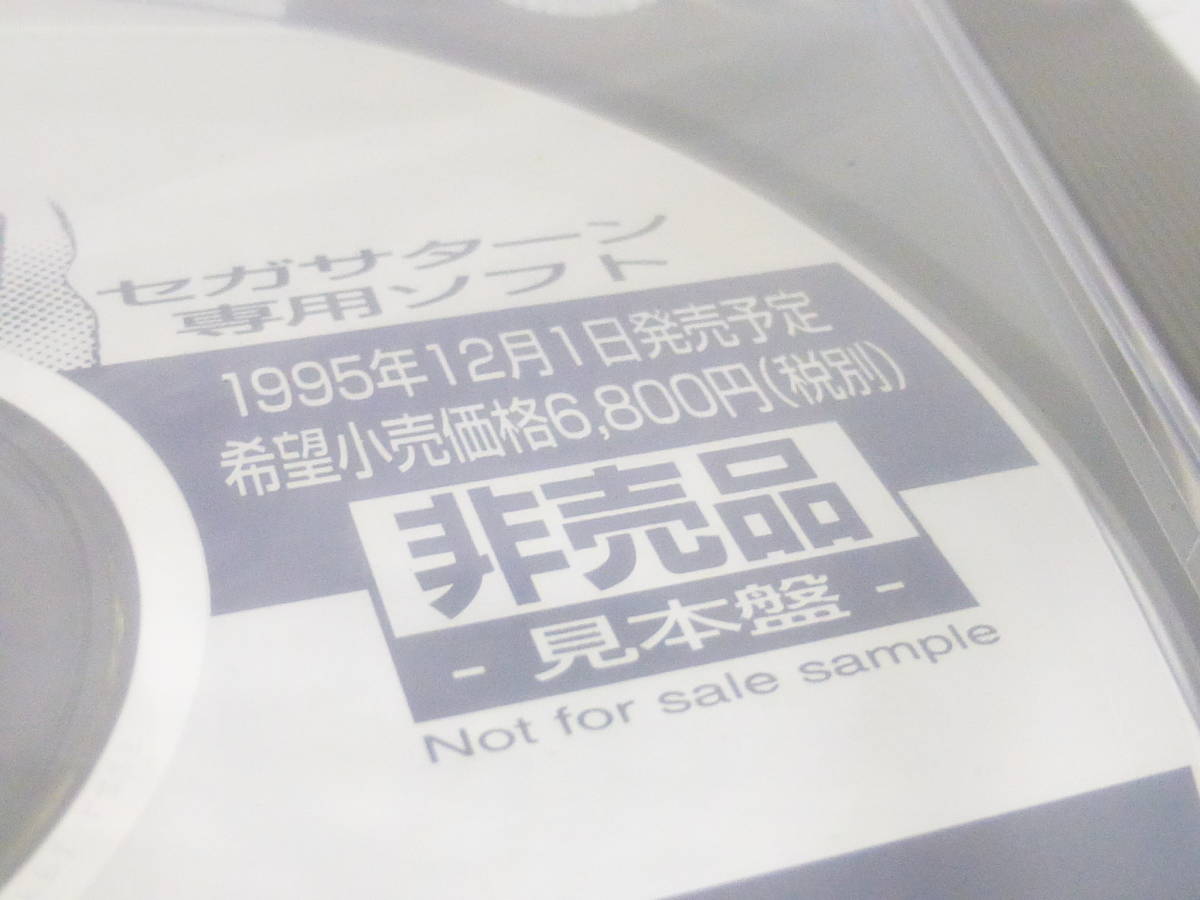 セガサターン
専用ソフト
1995年12月1日発売予定
希望小売価格6,800円(税別)
非売品
- 見本盤 -
Not for sale sample